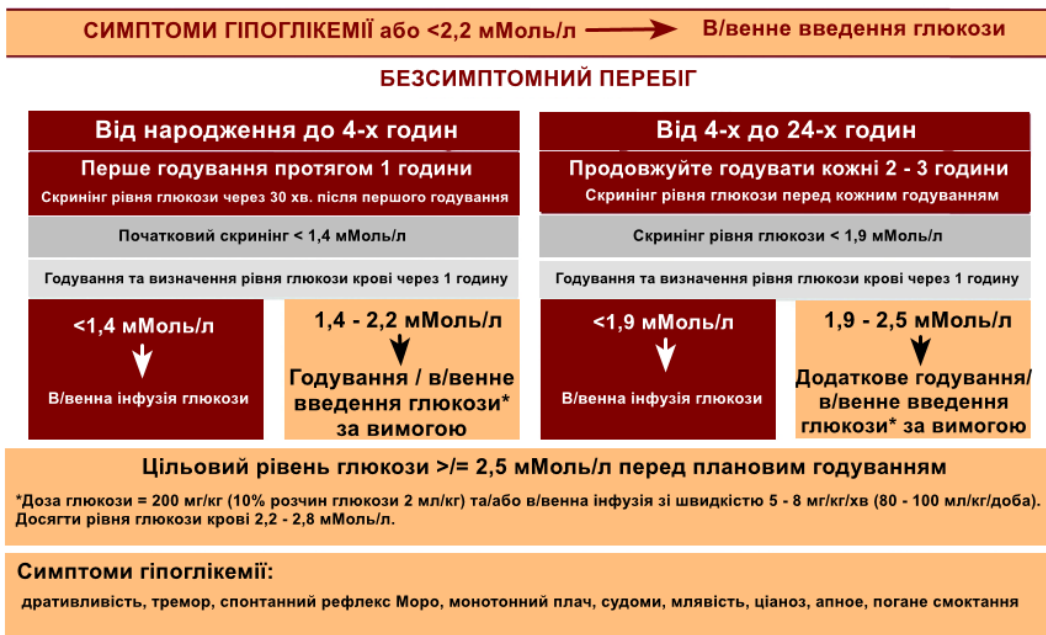 СИМПТОМИ ГІПОГЛІКЕМІЇ або <2,2 мМоль/л
В/венне введення глюкози
БЕЗСИМПТОМНИЙ ПЕРЕБІГ
Від народження до 4-х годин
Перше годування протягом 1 години
Скринінг рівня глюкози через 30 хв. після першого годування
Початковий скринінг < 1,4 мМоль/л
Годування та визначення рівня глюкози крові через 1 годину
<1,4 мМоль/л
В/венна інфузія глюкози
1,4 - 2,2 мМоль/л
Годування / в/венне
введення глюкози*
за вимогою
Від 4-х до 24-х годин
Продовжуйте годувати кожні 2 - 3 години
Скринінг рівня глюкози перед кожним годуванням
Скринінг рівня глюкози < 1,9 мМоль/л
Годування та визначення рівня глюкози крові через 1 годину
<1,9 мМоль/л
В/венна інфузія глюкози
1,9 - 2,5 мМоль/л
Додаткове годування/
в/венне введення
глюкози* за вимогою
Цільовий рівень глюкози >/= 2,5 мМоль/л перед плановим годуванням
*Доза глюкози = 200 мг/кг (10% розчин глюкози 2 мл/кг) та/або в/венна інфузія зі швидкістю 5 - 8 мг/кг/хв (80 - 100 мл/кг/доба).
Досягти рівня глюкози крові 2,2 - 2,8 мМоль/л.
Симптоми гіпоглікемії:
дративливість, тремор, спонтанний рефлекс Моро, монотонний плач, судоми, млявість, ціаноз, апное, погане смоктання